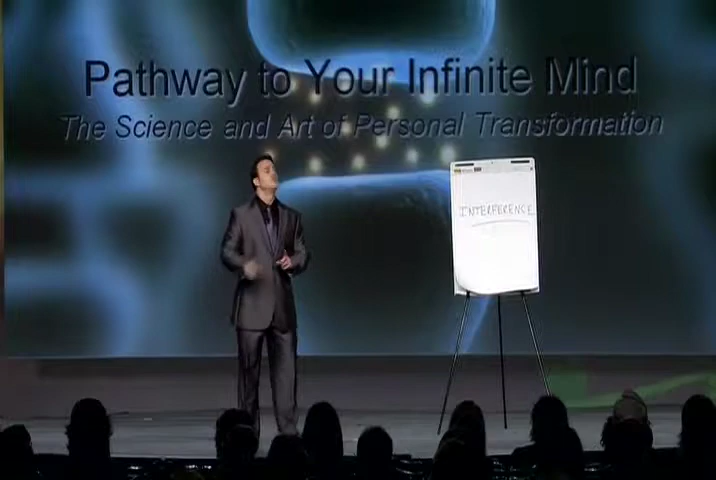 Pathway to Your Infinite Mind
The Science and Art of Personal Transformation
INTERFERENCE